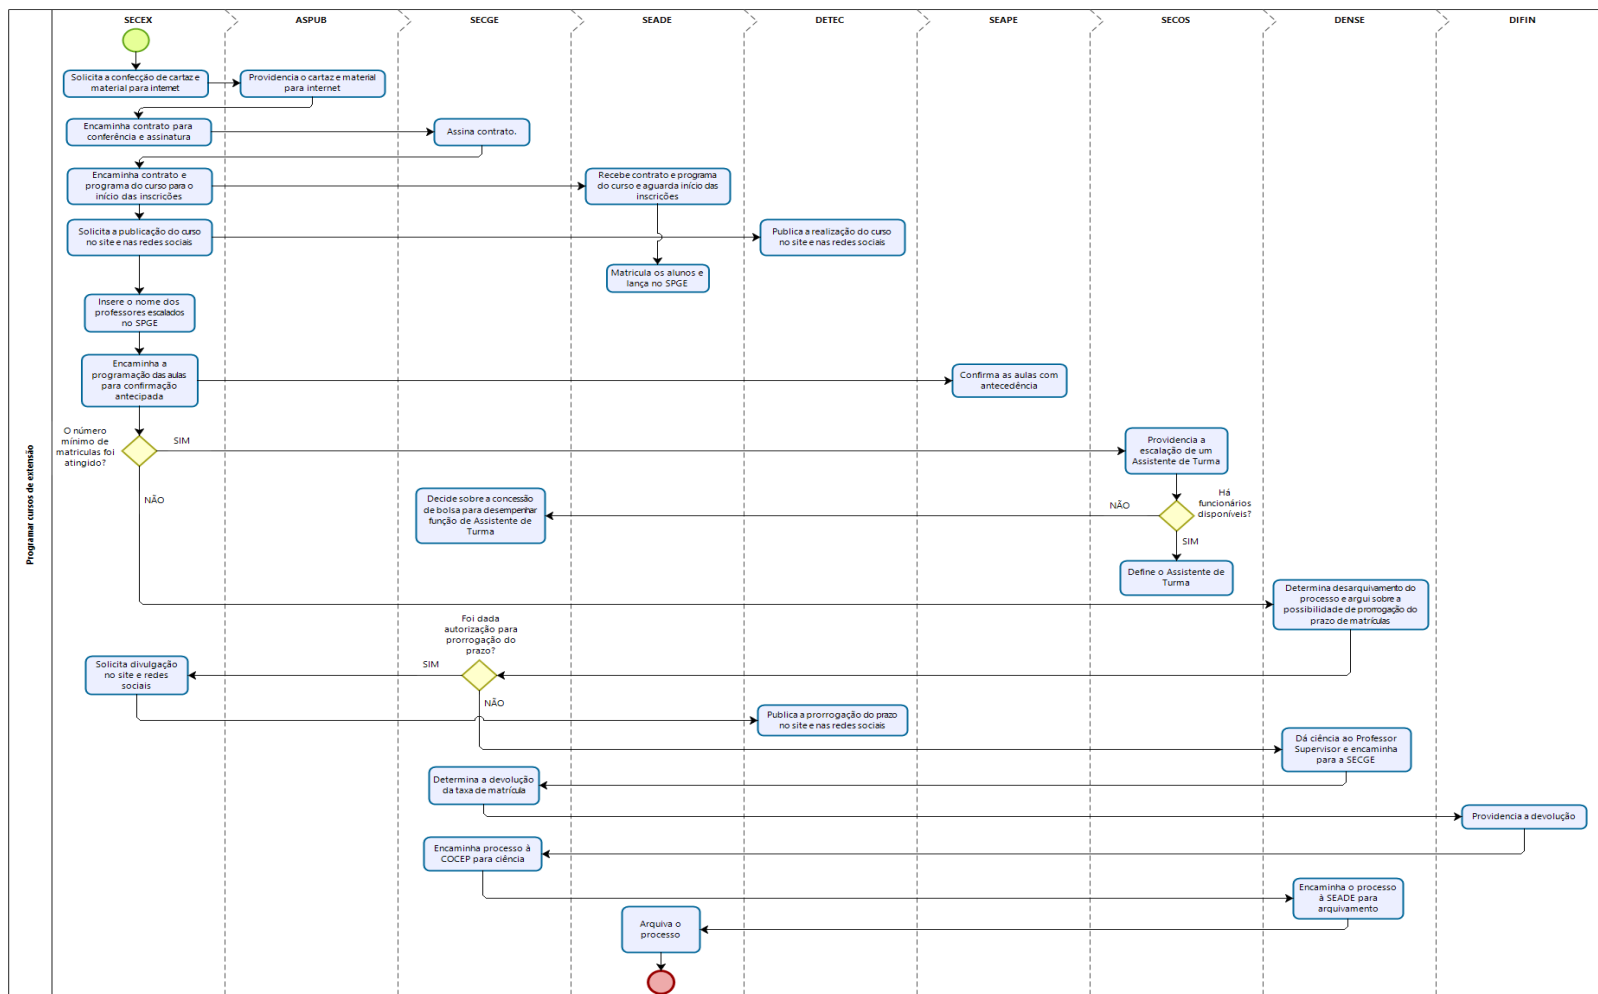 SECEX
ASPUB
SECGE
SEADE
DETEC
SEAPE
SECOS
DENSE
DIFIN
Programar cursos de extensão
Solicita a confecção de cartaz e
material para internet
Providencia o cartaz e material
para internet
Encaminha contrato para
conferência e assinatura
Assina contrato.
Encaminha contrato e
programa do curso para o
início das inscrições
Recebe contrato e programa
do curso e aguarda início das
inscrições
Solicita a publicação do curso
no site e nas redes sociais
Publica a realização do curso
no site e nas redes sociais
Matricula os alunos e
lança no SPGE
Insere o nome dos
professores escalados
no SPGE
Encaminha a
programação das aulas
para confirmação
antecipada
Confirma as aulas com
antecedência
O número
mínimo de
matriculas foi
atingido?
SIM
NÃO
Providencia a
escalação de um
Assistente de Turma
Há
funcionários
disponíveis?
NÃO
SIM
Decide sobre a concessão
de bolsa para desempenhar
função de Assistente de
Turma
Define o Assistente de
Turma
Determina desarquivamento do
processo e argui sobre a
possibilidade de prorrogação do
prazo de matrículas
Foi dada
autorização para
prorrogação do
prazo?
SIM
NÃO
Solicita divulgação
no site e redes
sociais
Publica a prorrogação do prazo
no site e nas redes sociais
Dá ciência ao Professor
Supervisor e encaminha
para a SECGE
Determina a devolução
da taxa de matrícula
Providencia a devolução
Encaminha processo à
COCEP para ciência
Encaminha o processo
à SEADE para
arquivamento
Arquiva o
processo